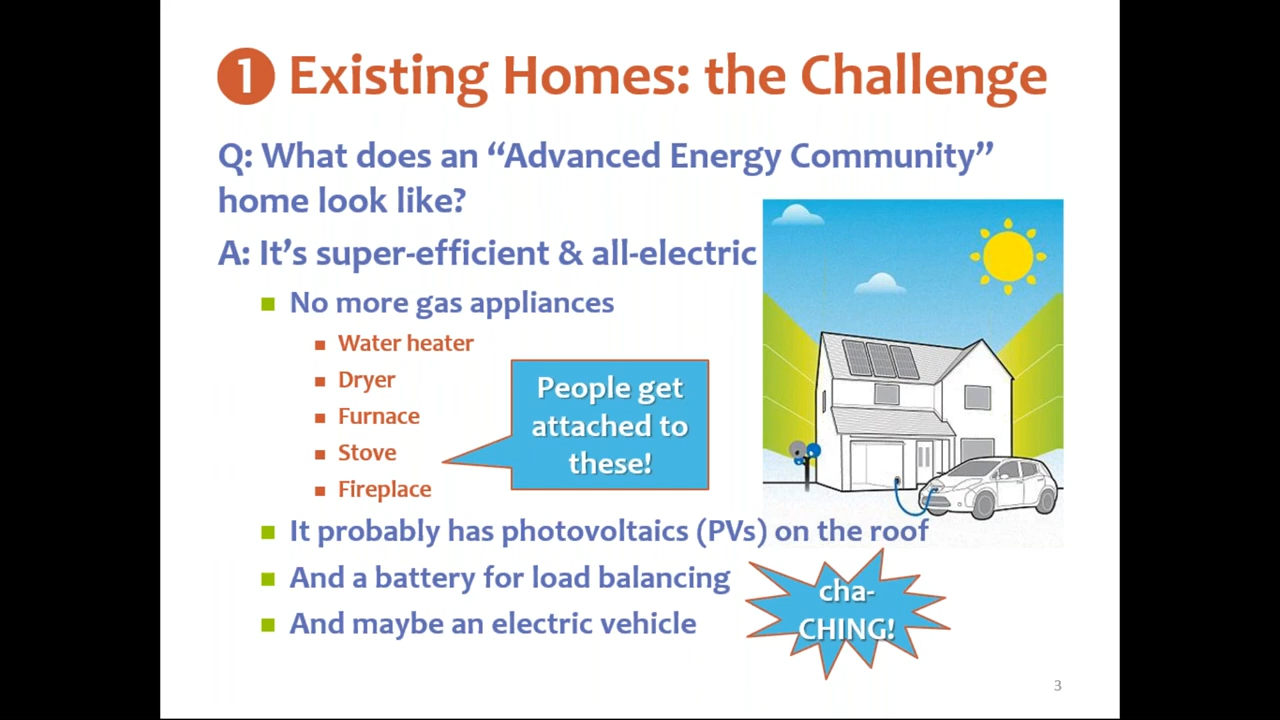 1 Existing Homes: the Challenge
Q: What does an “Advanced Energy Community”
home look like?
A: It’s super-efficient & all-electric
No more gas appliances
Water heater
Dryer
Furnace
Stove
Fireplace
People get
attached to
these!
It probably has photovoltaics (PVs) on the roof
And a battery for load balancing
And maybe an electric vehicle
cha-
CHING!
3